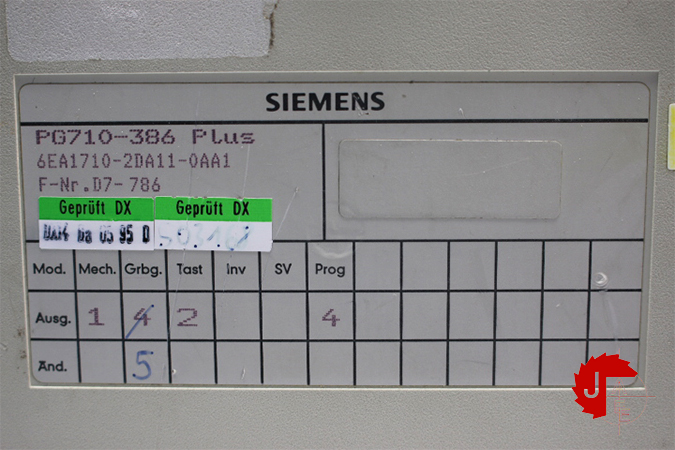 SIEMENS
PG710-386 Plus
6EA1710-2DA11-0AA1
F-Nr.D7-786
Geprüft DX Geprüft DX
05 95 D
Mod. Mech. Grbg. Tast Inv SV Prog
Ausg. 1 4 2 4
Änd. 5
J